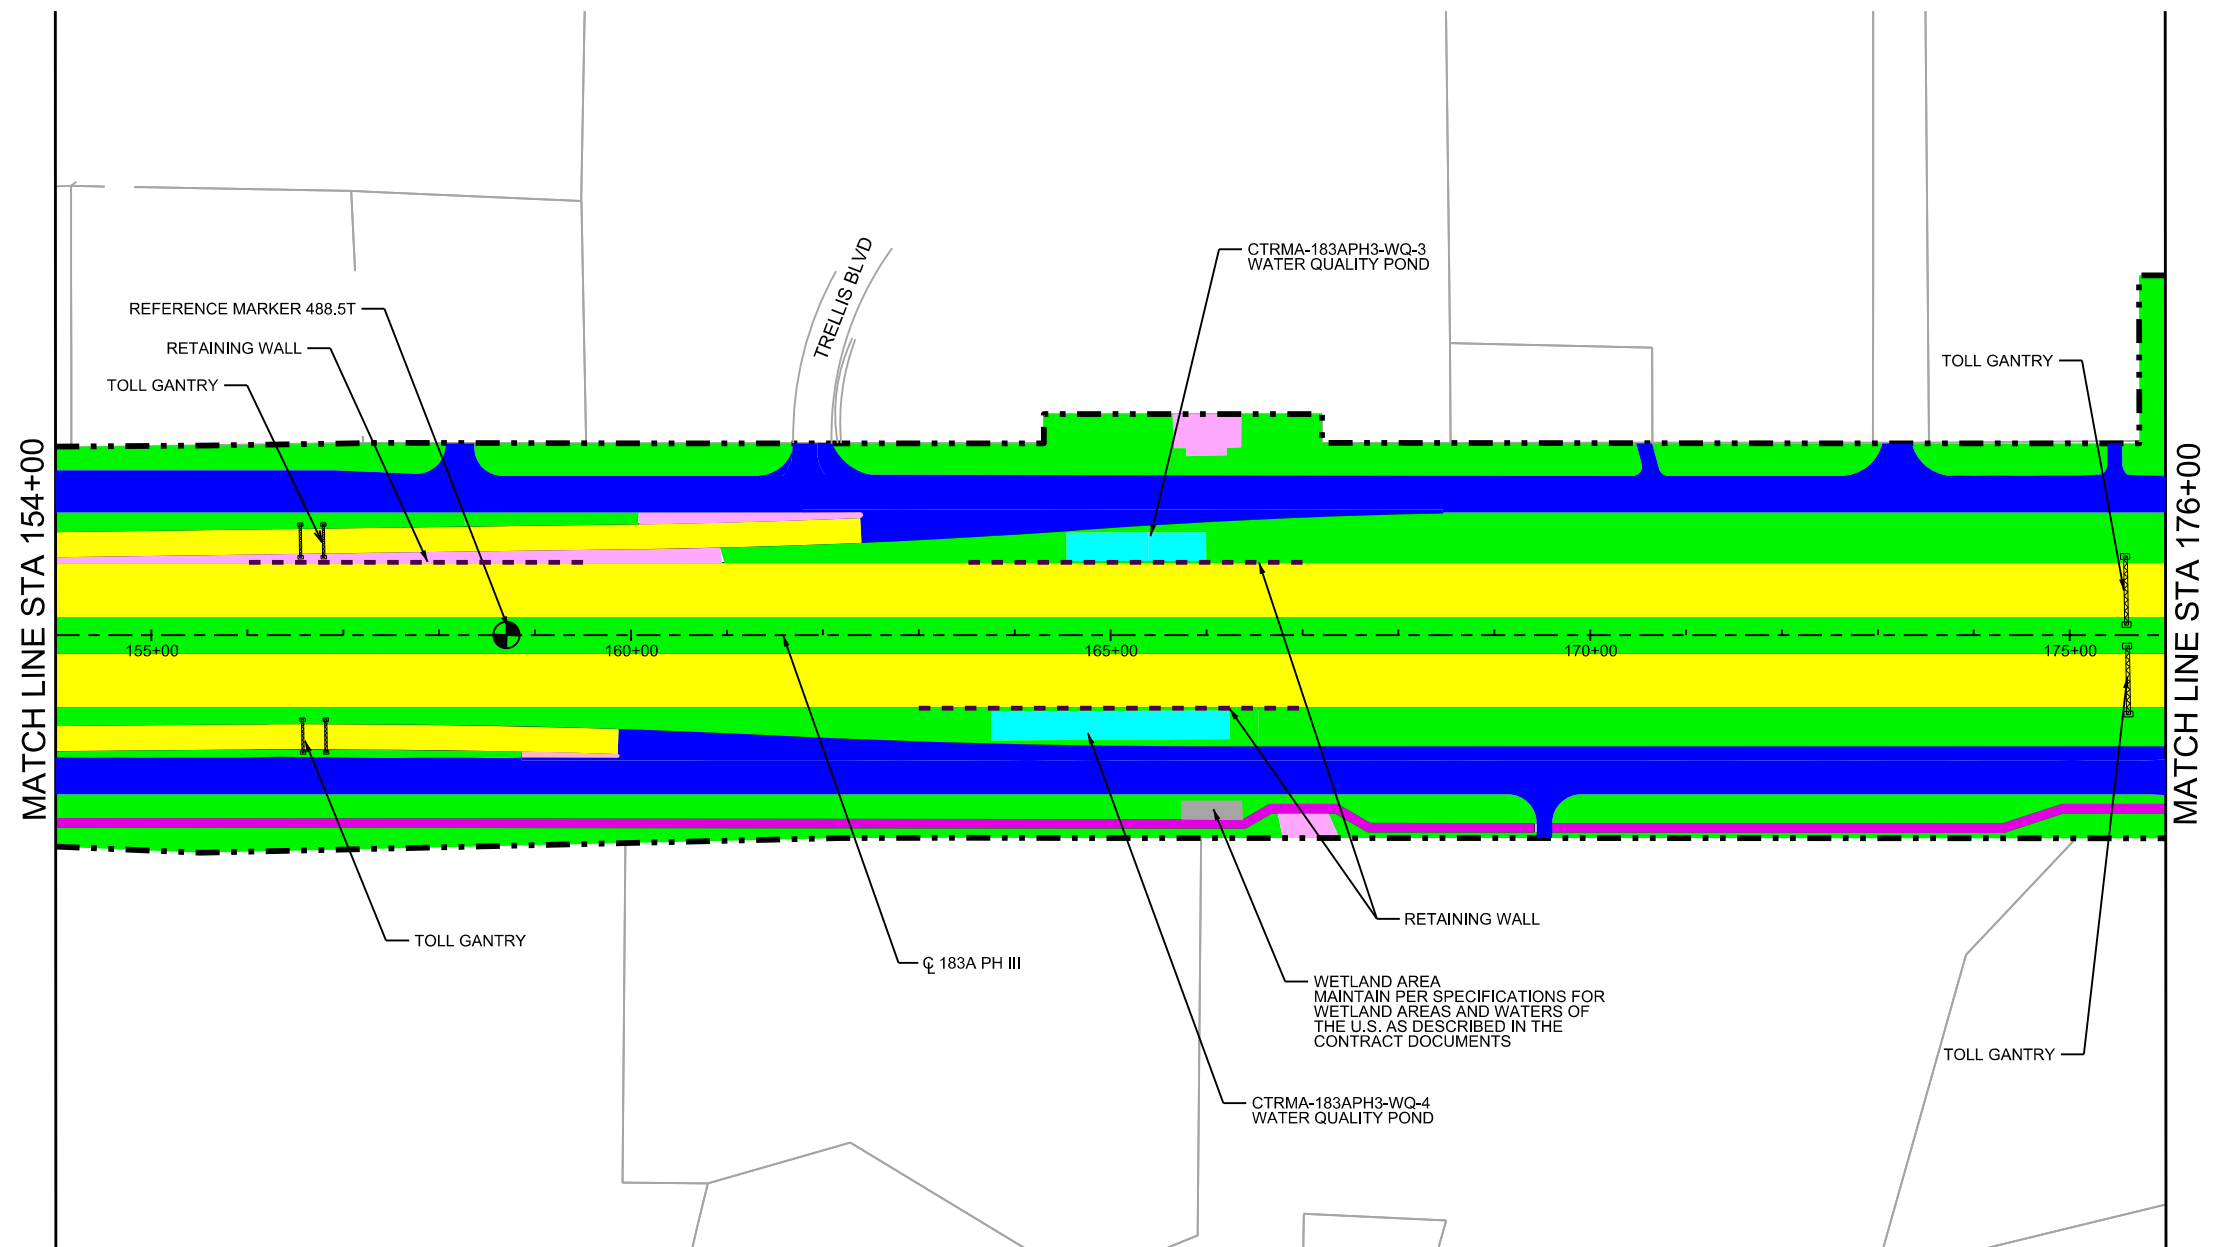 CTRMA-183APH3-WQ-3
WATER QUALITY POND
TRELLIS BLVD
REFERENCE MARKER 488.5T
RETAINING WALL
TOLL GANTRY
TOLL GANTRY
MATCH LINE STA 154+00
MATCH LINE STA 176+00
155+00
160+00
165+00
170+00
175+00
TOLL GANTRY
RETAINING WALL
℄ 183A PH III
WETLAND AREA
MAINTAIN PER SPECIFICATIONS FOR
WETLAND AREAS AND WATERS OF
THE U.S. AS DESCRIBED IN THE
CONTRACT DOCUMENTS
TOLL GANTRY
CTRMA-183APH3-WQ-4
WATER QUALITY POND